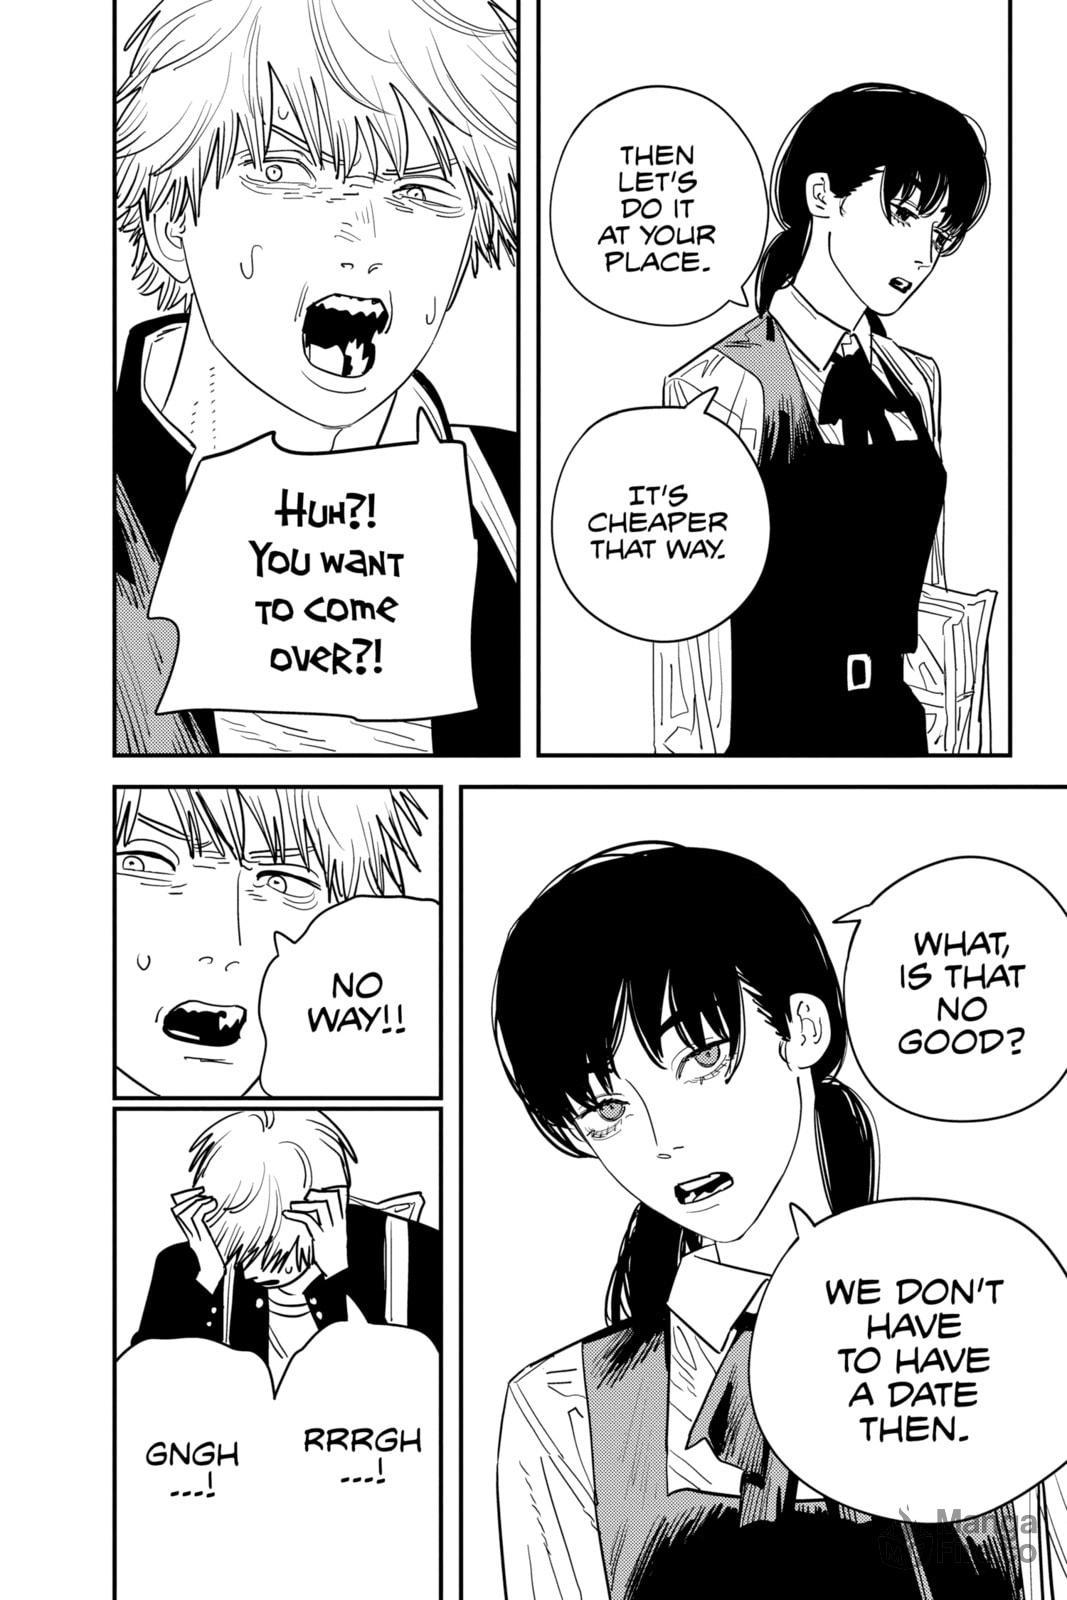 THEN
LET'S
DO IT
AT YOUR
PLACE.
IT'S
CHEAPER
THAT WAY.
HUH?!
YOU WANT
TO COME
OVER?!
WHAT,
IS THAT
NO
GOOD?
WE DON'T
HAVE
TO HAVE
A DATE
THEN.
NO
WAY!!
RRRGH
....!
GNGH
....!
Manga